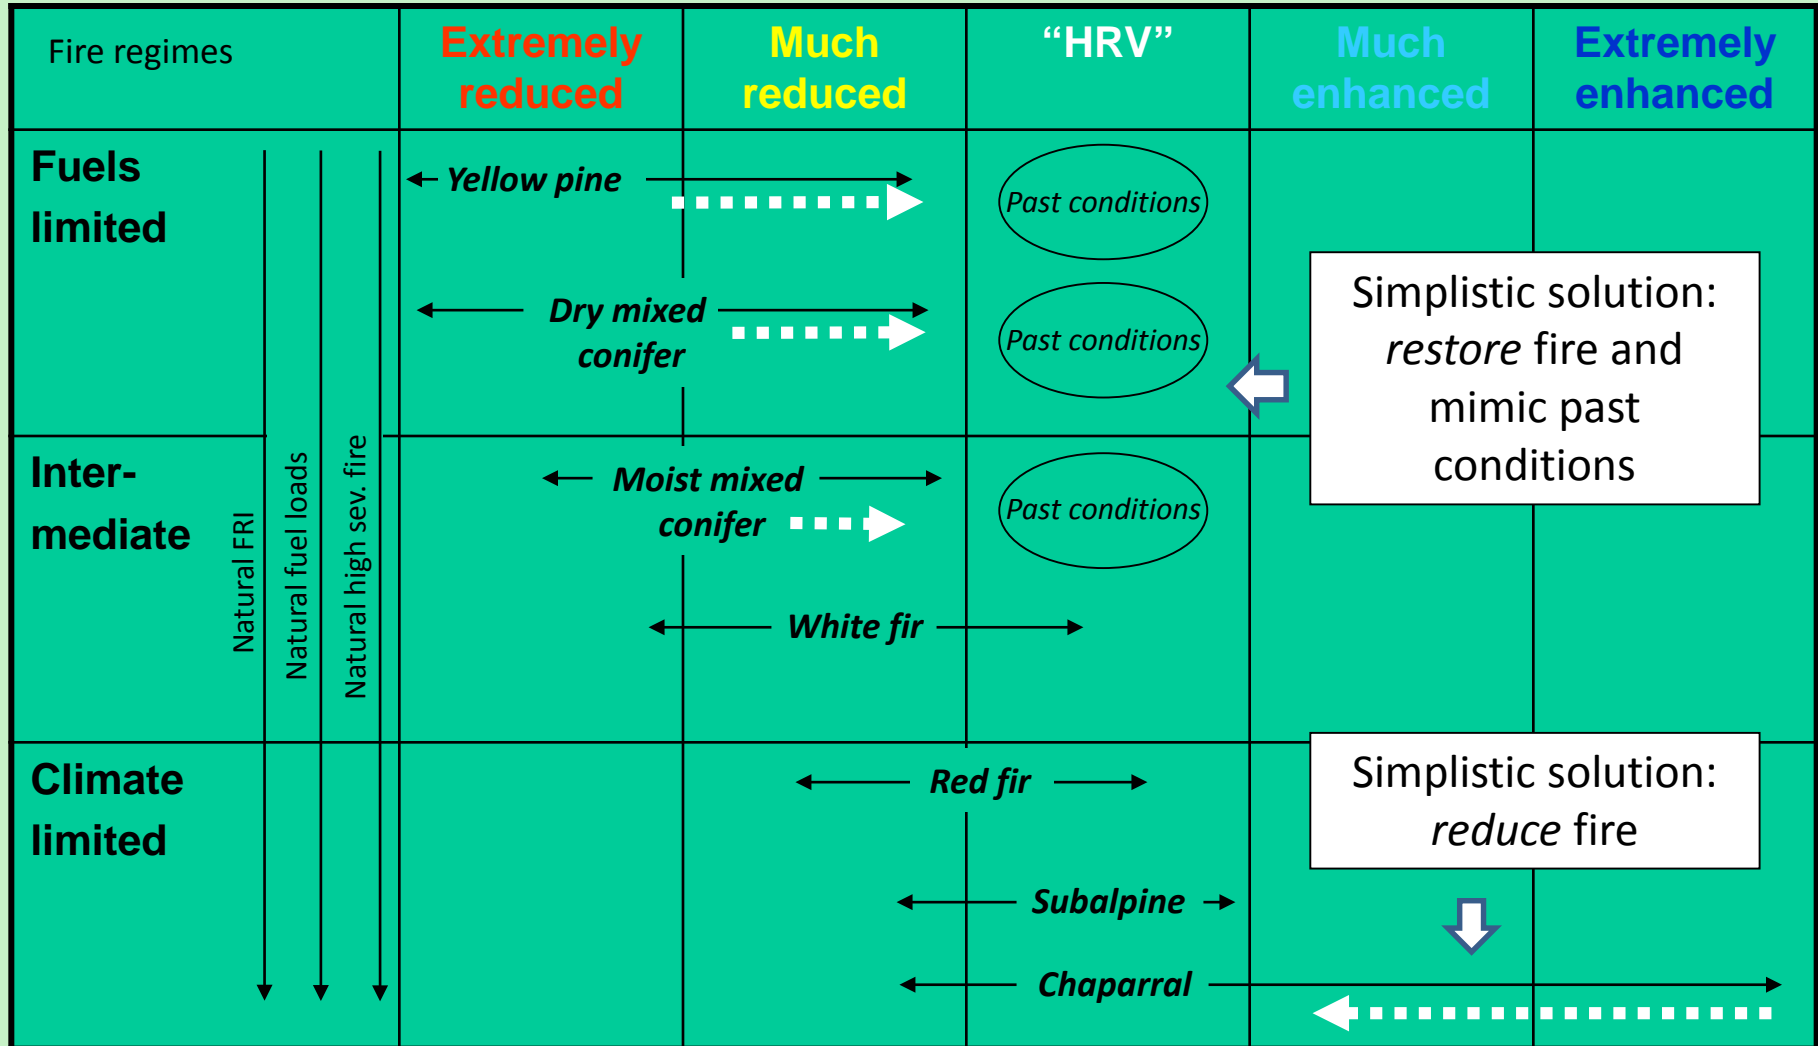 Fire regimes
Extremely
reduced
Much
reduced
“HRV”
Much
enhanced
Extremely
enhanced
Fuels
limited
Yellow pine
Past conditions
Dry mixed
conifer
Past conditions
Simplistic solution:
restore fire and
mimic past
conditions
Inter-
mediate
Natural FRI
Natural fuel loads
Natural high sev. fire
Moist mixed
conifer
Past conditions
White fir
Climate
limited
Red fir
Simplistic solution:
reduce fire
Subalpine
Chaparral